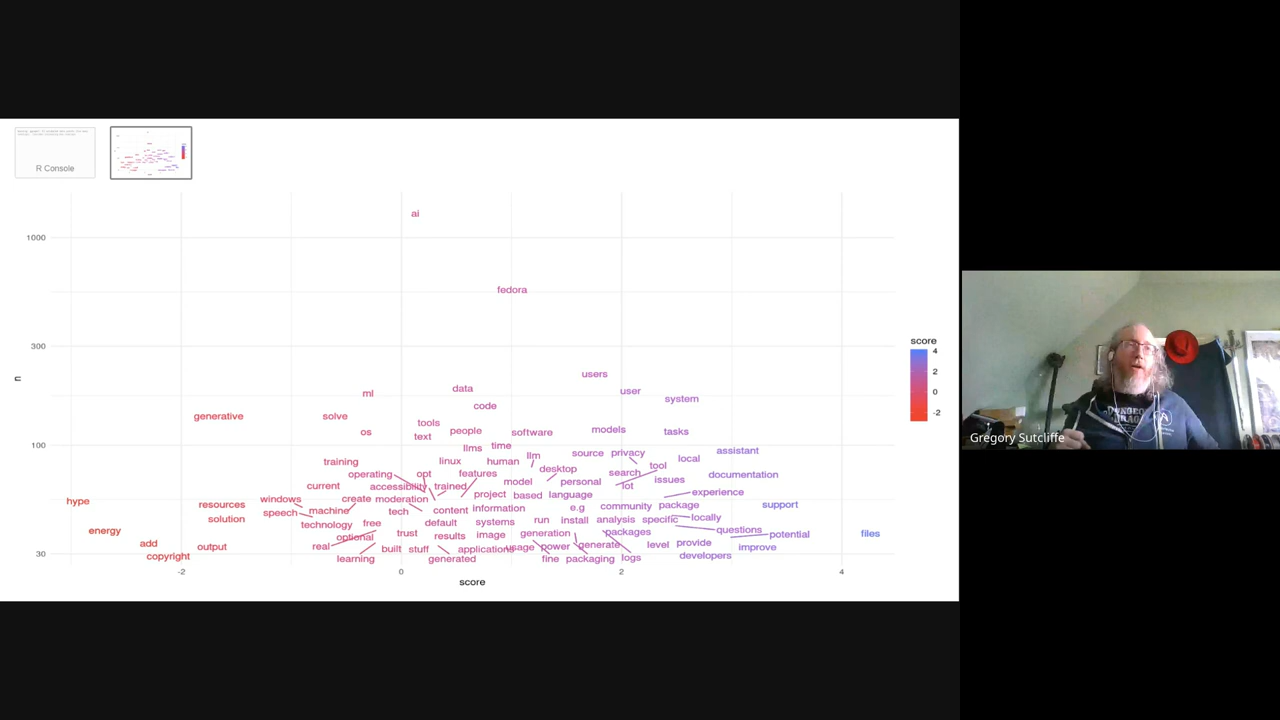 R Console
ai
1000
fedora
score
4
300
users
2
n
ml
data
user
system
0
generative
solve
code
-2
os
tools
people
software
models
tasks
text
100
llms
time
source
privacy
assistant
training
linux
human
llm
local
operating
opt
features
desktop
search
tool
documentation
current
accessibility
trained
model
personal
lot
issues
hype
windows
create
moderation
project
based
language
experience
resources
speech
machine
tech
content
information
e.g
community
package
support
solution
technology
free
default
systems
run
install
analysis
specific
locally
energy
optional
trust
results
image
generation
packages
questions
potential
files
add
output
real
built
stuff
applications
usage
power
generate
level
provide
improve
30
copyright
learning
generated
fine
packaging
logs
developers
-2
0
2
4
score
Gregory Sutcliffe